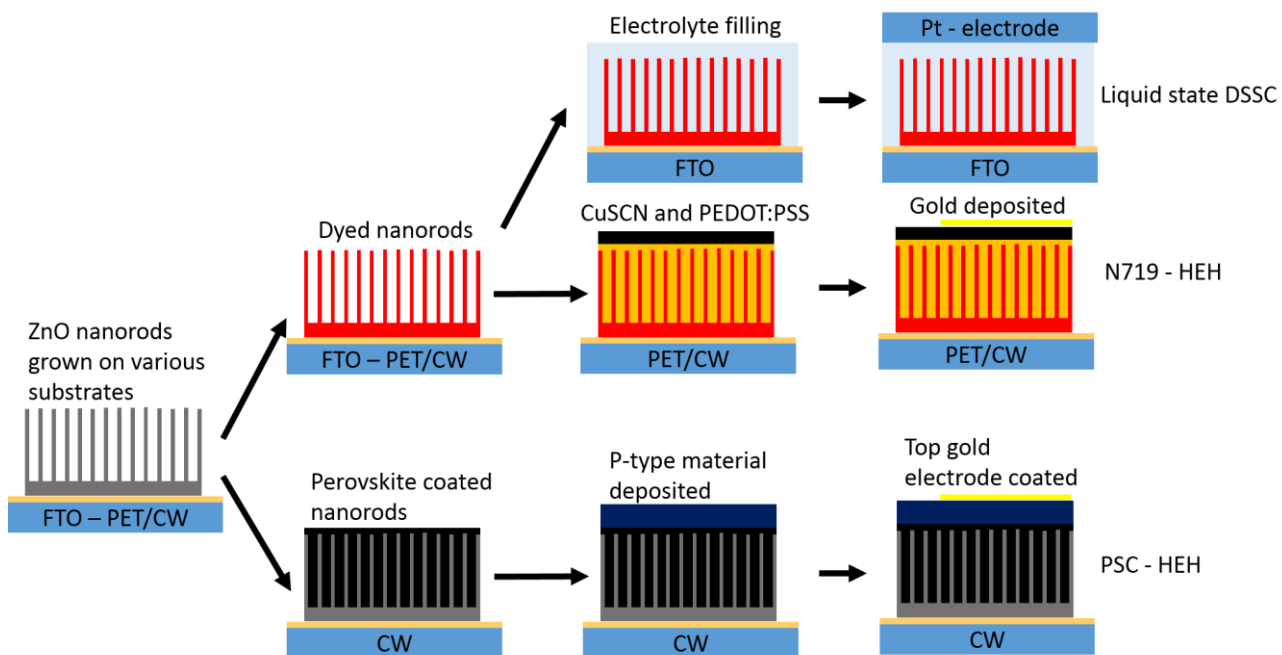 Electrolyte filling
Pt - electrode
Liquid state DSSC
FTO
FTO
Dyed nanorods
CuSCN and PEDOT:PSS
Gold deposited
N719 - HEH
FTO – PET/CW
PET/CW
PET/CW
ZnO nanorods
grown on various
substrates
FTO – PET/CW
Perovskite coated
nanorods
P-type material
deposited
Top gold
electrode coated
PSC - HEH
CW
CW
CW